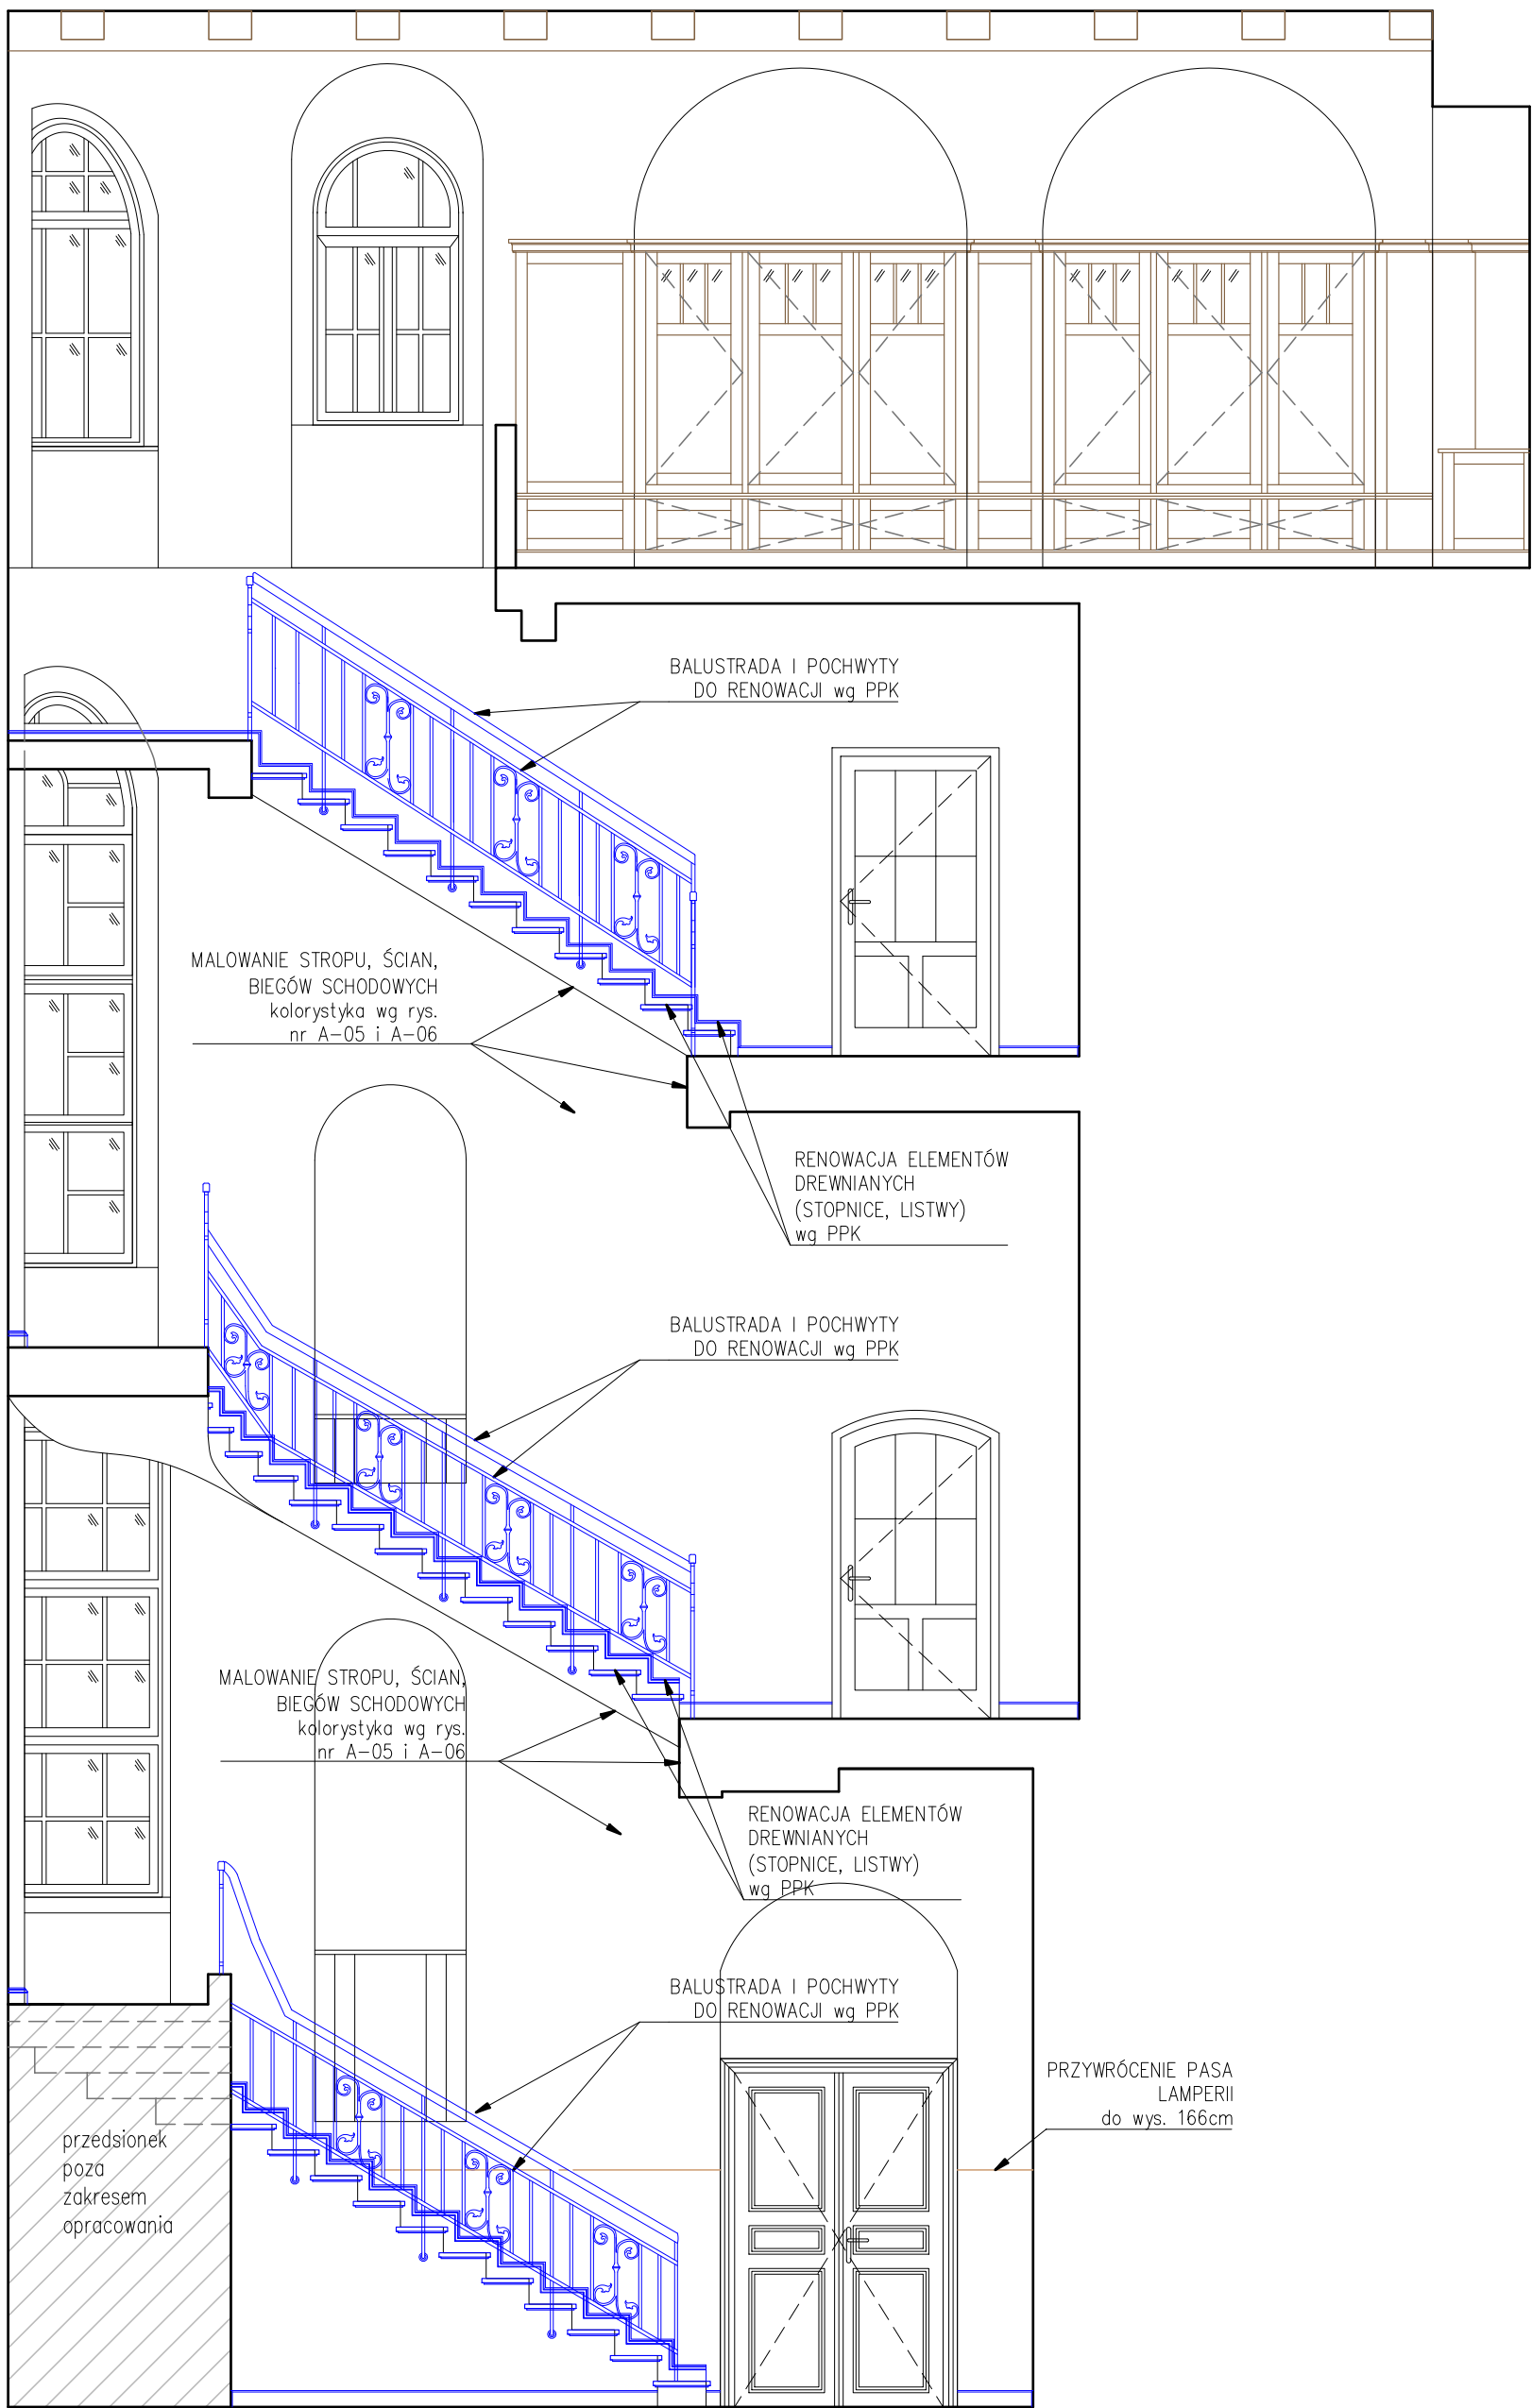 BALUSTRADA I POCHWYTY
DO RENOWACJI wg PPK
MALOWANIE STROPU, ŚCIAN,
BIEGÓW SCHODOWYCH
kolorystyka wg rys.
nr A-05 i A-06
RENOWACJA ELEMENTÓW
DREWNIANYCH
(STOPNICE, LISTWY)
wg PPK
BALUSTRADA I POCHWYTY
DO RENOWACJI wg PPK
MALOWANIE STROPU, ŚCIAN,
BIEGÓW SCHODOWYCH
kolorystyka wg rys.
nr A-05 i A-06
RENOWACJA ELEMENTÓW
DREWNIANYCH
(STOPNICE, LISTWY)
wg PPK
BALUSTRADA I POCHWYTY
DO RENOWACJI wg PPK
PRZYWRÓCENIE PASA
LAMPERII
do wys. 166cm
przedsionek
poza
zakresem
opracowania